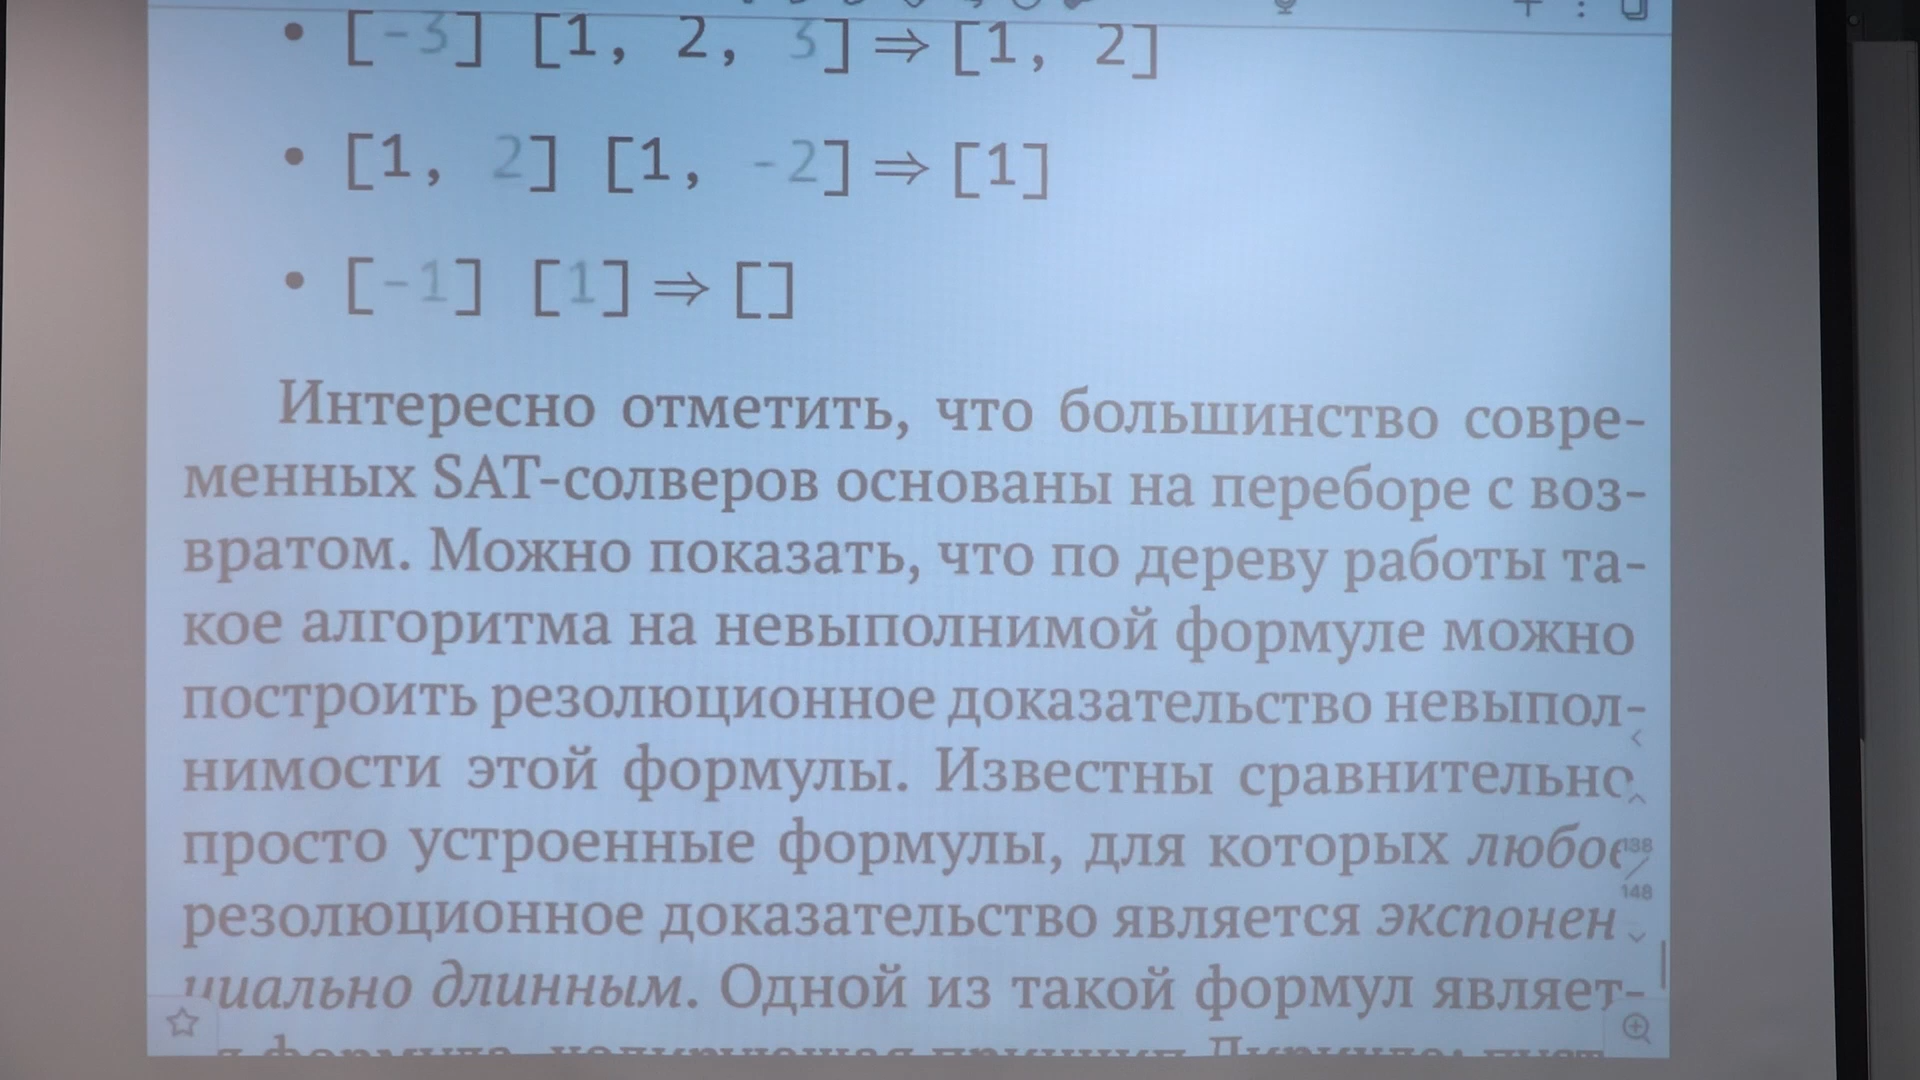 • [-3] [1, 2, 3] ⇒ [1, 2]
• [1, 2] [1, -2] ⇒ [1]
• [-1] [1] ⇒ []
Интересно отметить, что большинство совре-
менных SAT-солверов основаны на переборе с воз-
вратом. Можно показать, что по дереву работы та-
кое алгоритма на невыполнимой формуле можно
построить резолюционное доказательство невыпол-
нимости этой формулы. Известны сравнительно
просто устроенные формулы, для которых любое
138
148
резолюционное доказательство является экспонен
циально длинным. Одной из такой формул являет-